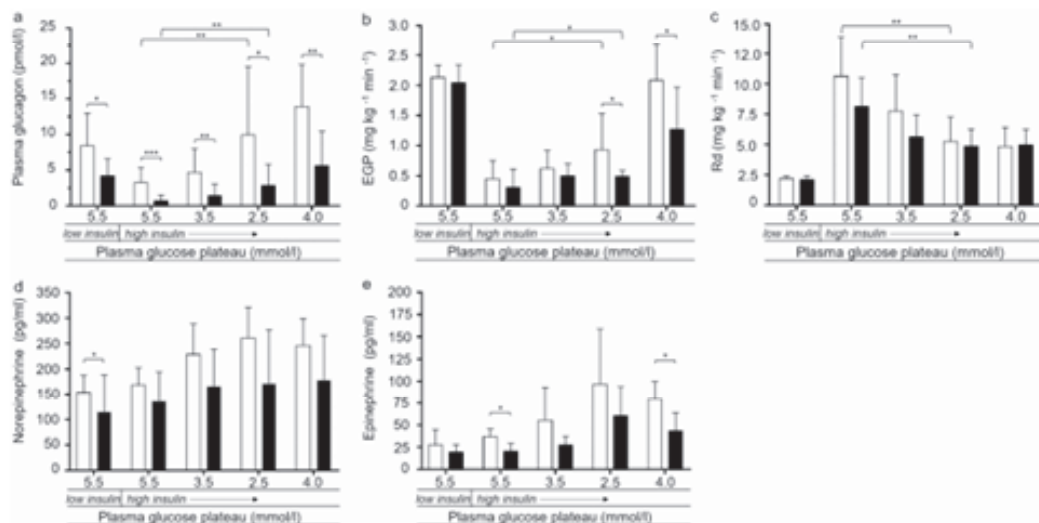 a
Plasma glucagon (pmol/l)
25
20
15
10
5
0
*
***
**
**
**
*
**
5.5 5.5 3.5 2.5 4.0
low insulin high insulin
Plasma glucose plateau (mmol/l)
b
EGP (mg kg⁻¹ min⁻¹)
3.0
2.5
2.0
1.5
1.0
0.5
0.0
*
*
*
*
5.5 5.5 3.5 2.5 4.0
low insulin high insulin
Plasma glucose plateau (mmol/l)
c
Rd (mg kg⁻¹ min⁻¹)
15.0
12.5
10.0
7.5
5.0
2.5
0.0
**
**
5.5 5.5 3.5 2.5 4.0
low insulin high insulin
Plasma glucose plateau (mmol/l)
d
Norepinephrine (pg/ml)
350
300
250
200
150
100
50
0
*
5.5 5.5 3.5 2.5 4.0
low insulin high insulin
Plasma glucose plateau (mmol/l)
e
Epinephrine (pg/ml)
200
175
150
125
100
75
50
25
0
*
*
5.5 5.5 3.5 2.5 4.0
low insulin high insulin
Plasma glucose plateau (mmol/l)